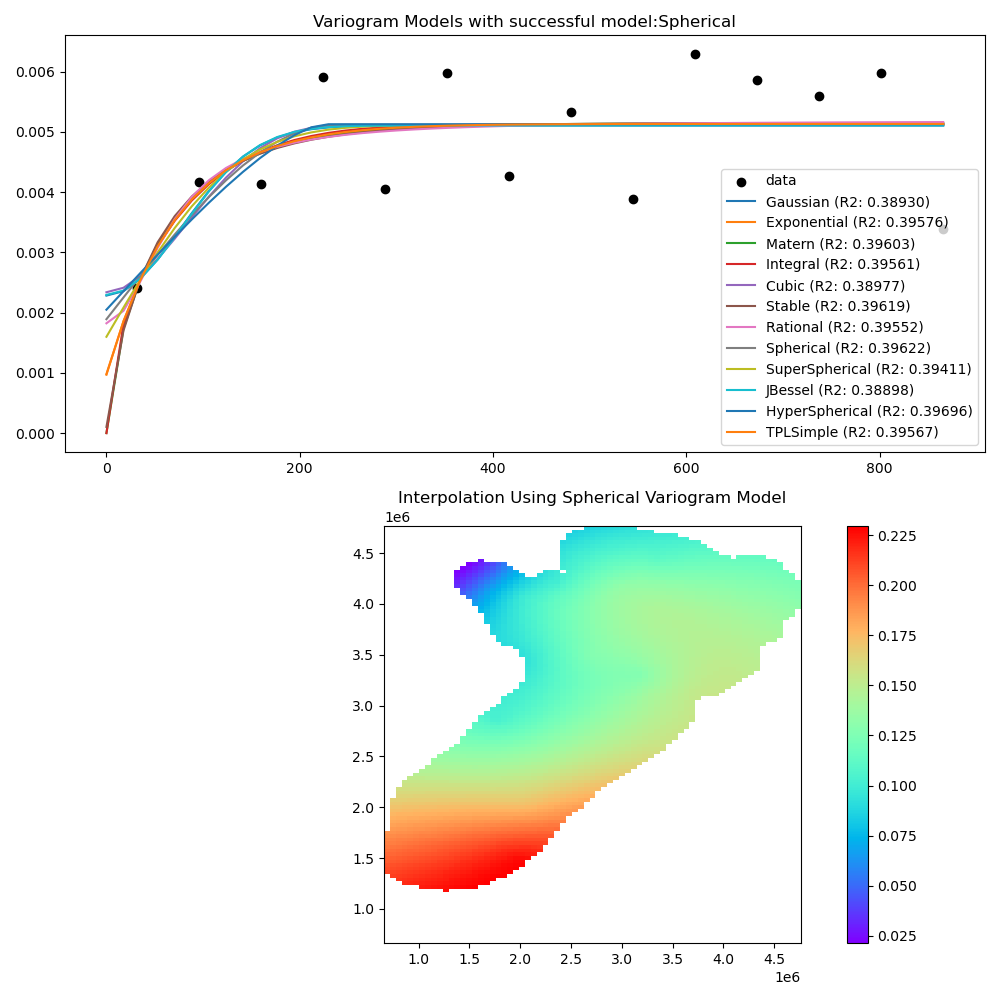 Variogram Models with successful model:Spherical
0.006
0.005
0.004
0.003
0.002
0.001
0.000
data
Gaussian (R2: 0.38930)
Exponential (R2: 0.39576)
Matern (R2: 0.39603)
Integral (R2: 0.39561)
Cubic (R2: 0.38977)
Stable (R2: 0.39619)
Rational (R2: 0.39552)
Spherical (R2: 0.39622)
SuperSpherical (R2: 0.39411)
JBessel (R2: 0.38898)
HyperSpherical (R2: 0.39696)
TPLSimple (R2: 0.39567)
0 200 400 600 800
Interpolation Using Spherical Variogram Model
1e6
4.5
4.0
3.5
3.0
2.5
2.0
1.5
1.0
1.0 1.5 2.0 2.5 3.0 3.5 4.0 4.5
1e6
0.225
0.200
0.175
0.150
0.125
0.100
0.075
0.050
0.025